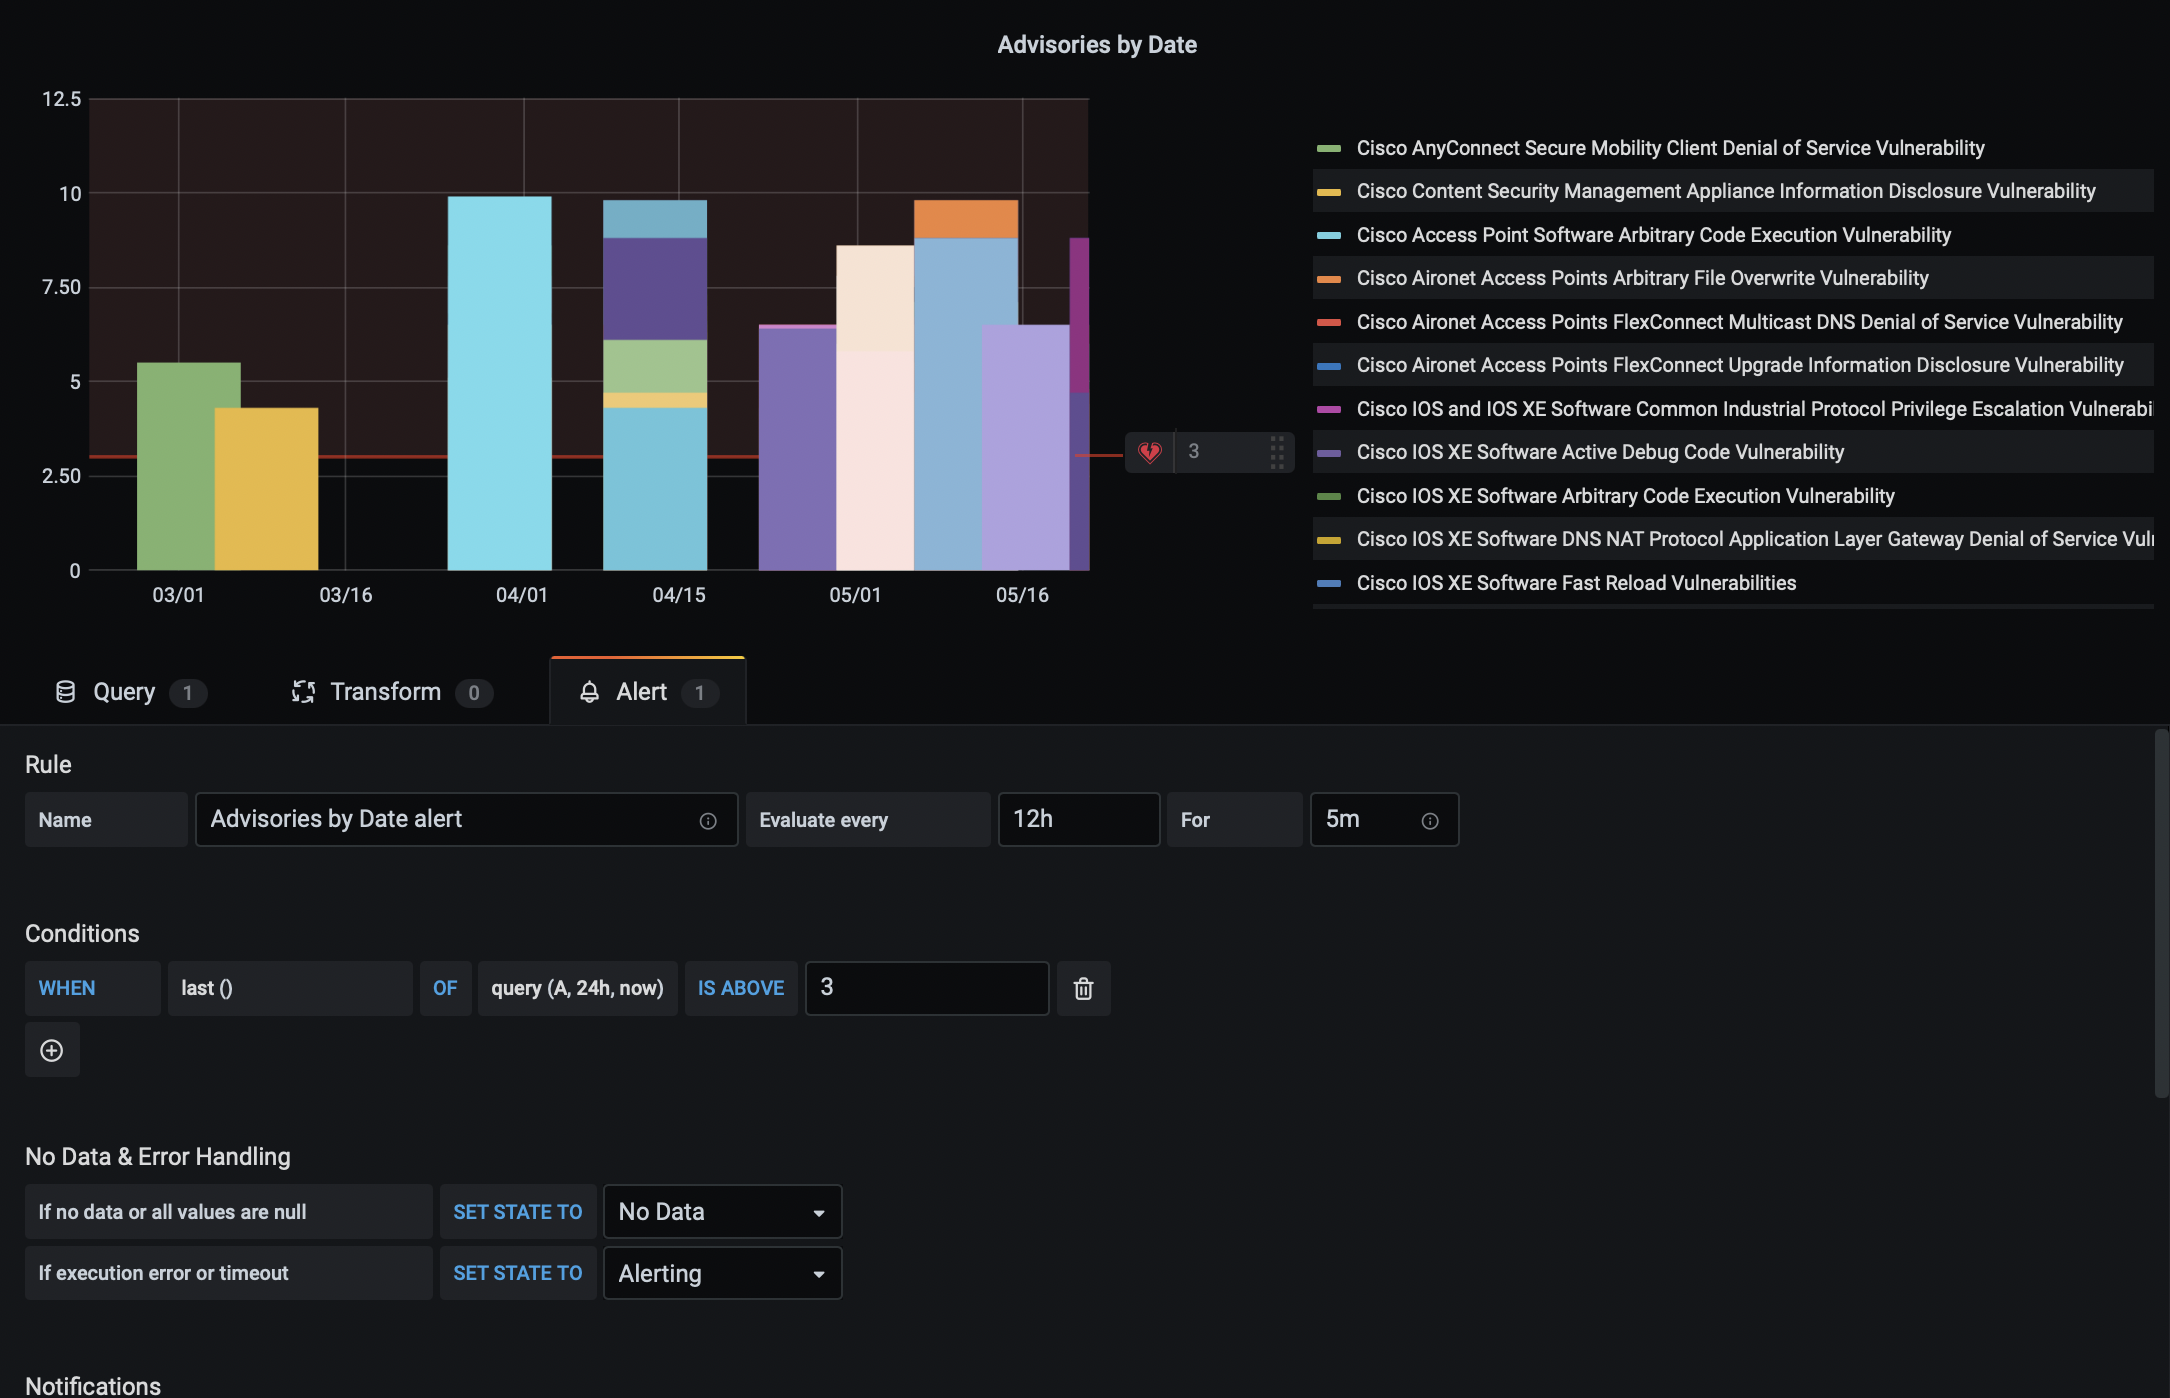 Advisories by Date
12.5
10
7.50
5
2.50
0
03/01 03/16 04/01 04/15 05/01 05/16
3
Cisco AnyConnect Secure Mobility Client Denial of Service Vulnerability
Cisco Content Security Management Appliance Information Disclosure Vulnerability
Cisco Access Point Software Arbitrary Code Execution Vulnerability
Cisco Aironet Access Points Arbitrary File Overwrite Vulnerability
Cisco Aironet Access Points FlexConnect Multicast DNS Denial of Service Vulnerability
Cisco Aironet Access Points FlexConnect Upgrade Information Disclosure Vulnerability
Cisco IOS and IOS XE Software Common Industrial Protocol Privilege Escalation Vulnerabi
Cisco IOS XE Software Active Debug Code Vulnerability
Cisco IOS XE Software Arbitrary Code Execution Vulnerability
Cisco IOS XE Software DNS NAT Protocol Application Layer Gateway Denial of Service Vul
Cisco IOS XE Software Fast Reload Vulnerabilities
Query 1 Transform 0 Alert 1
Rule
Name Advisories by Date alert Evaluate every 12h For 5m
Conditions
WHEN last () OF query (A, 24h, now) IS ABOVE 3
No Data & Error Handling
If no data or all values are null SET STATE TO No Data
If execution error or timeout SET STATE TO Alerting
Notifications